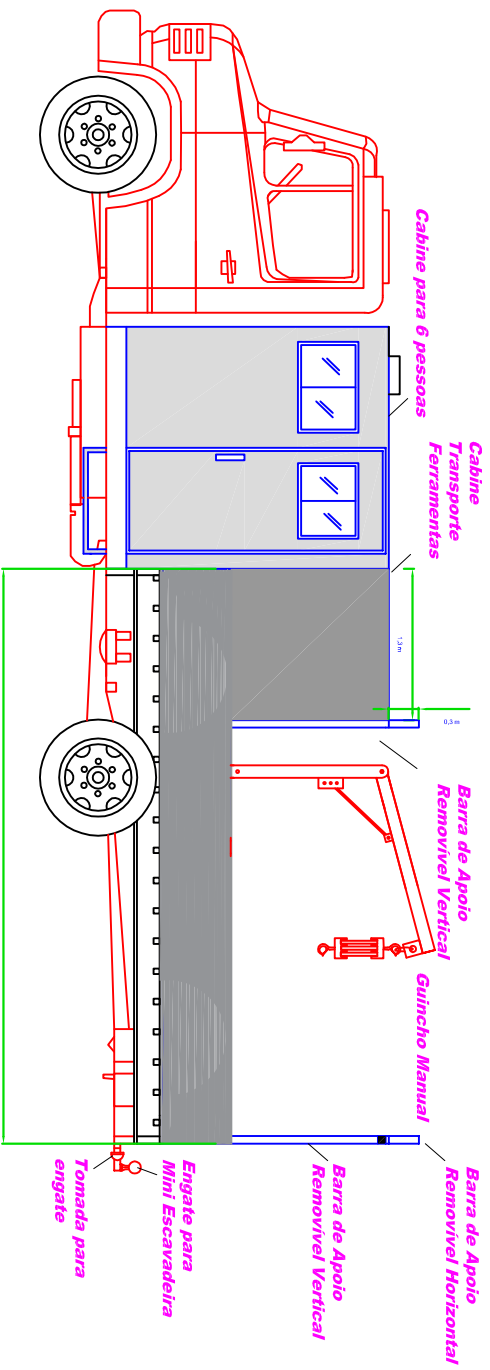 Cabine para 6 pessoas
Cabine
Transporte
Ferramentas
1,3 m
0,3 m
Barra de Apoio
Removível Vertical
Guincho Manual
Barra de Apoio
Removível Horizontal
Barra de Apoio
Removível Vertical
Engate para
Mini Escavadeira
Tomada para
engate